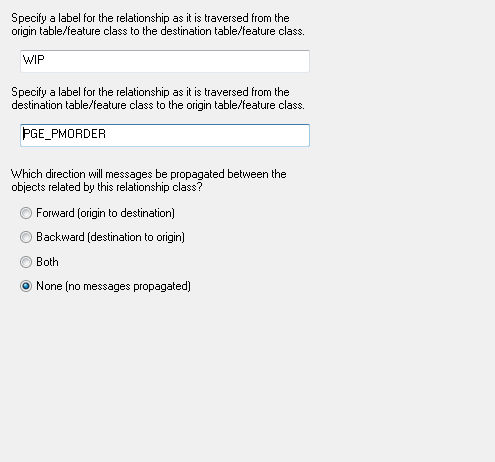 Specify a label for the relationship as it is traversed from the
origin table/feature class to the destination table/feature class.
WIP
Specify a label for the relationship as it is traversed from the
destination table/feature class to the origin table/feature class.
PGE_PMORDER
Which direction will messages be propagated between the
objects related by this relationship class?
Forward (origin to destination)
Backward (destination to origin)
Both
None (no messages propagated)